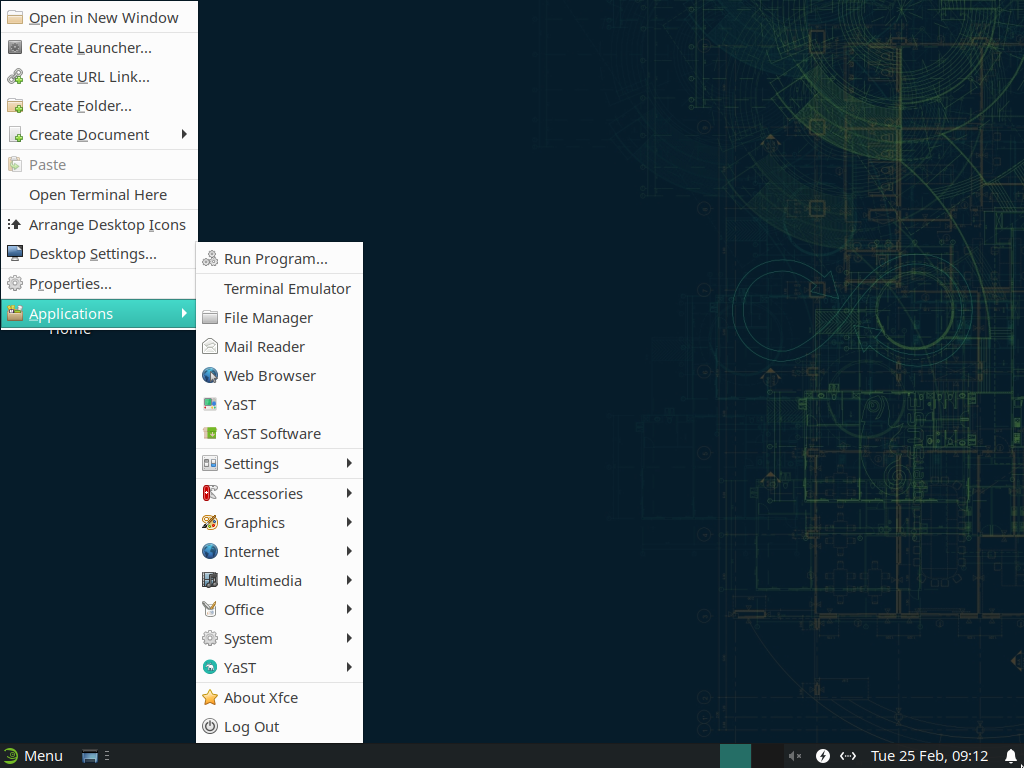 Open in New Window
Create Launcher...
Create URL Link...
Create Folder...
Create Document
Paste
Open Terminal Here
Arrange Desktop Icons
Desktop Settings...
Properties...
Applications
Home
Run Program...
Terminal Emulator
File Manager
Mail Reader
Web Browser
YaST
YaST Software
Settings
Accessories
Graphics
Internet
Multimedia
Office
System
YaST
About Xfce
Log Out
Menu
Tue 25 Feb, 09:12